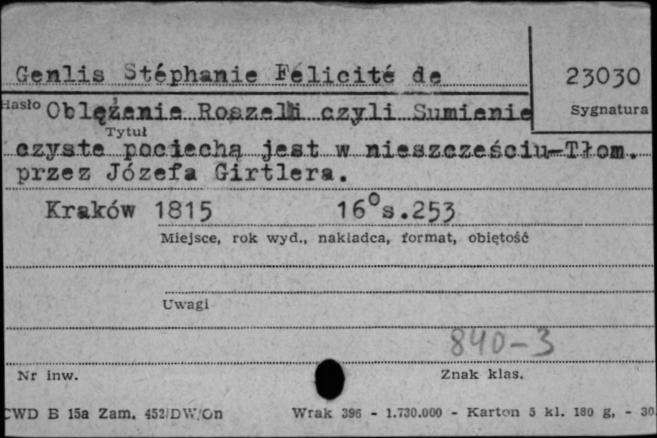 Genlis Stéphanie Félicité de
23030
Hasło
Oblężenie Roszelli czyli Sumienie
Sygnatura
Tytuł
czyste pociechą jest w nieszcześciu-Tłom.
przez Józefa Girtlera.
Kraków 1815 16°s.253
Miejsce, rok wyd., nakładca, format, objętość
Uwagi
840-3
Nr inw.
Znak klas.
CWD B 15a Zam. 452/DW/On Wrak 396 - 1.730.000 - Karton 5 kl. 180 g, - 30.